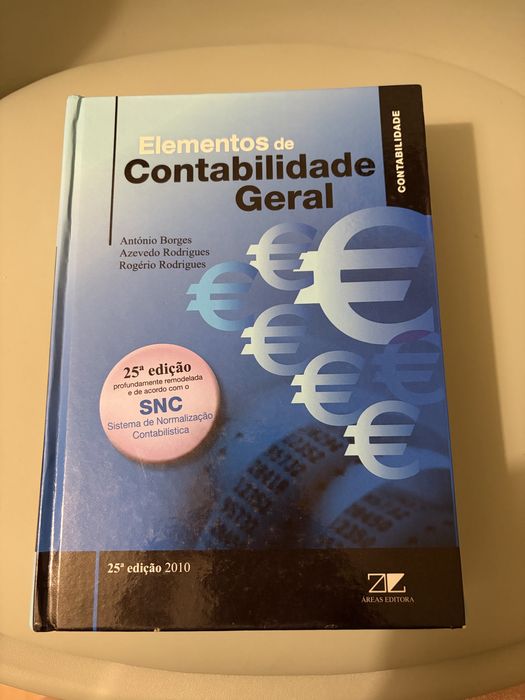 Elementos de
Contabilidade
Geral
CONTABILIDADE
António Borges
Azevedo Rodrigues
Rogério Rodrigues
25ª edição
profundamente remodelada
e de acordo com o
SNC
Sistema de Normalização
Contabilística
25ª edição 2010
ÁREAS EDITORA